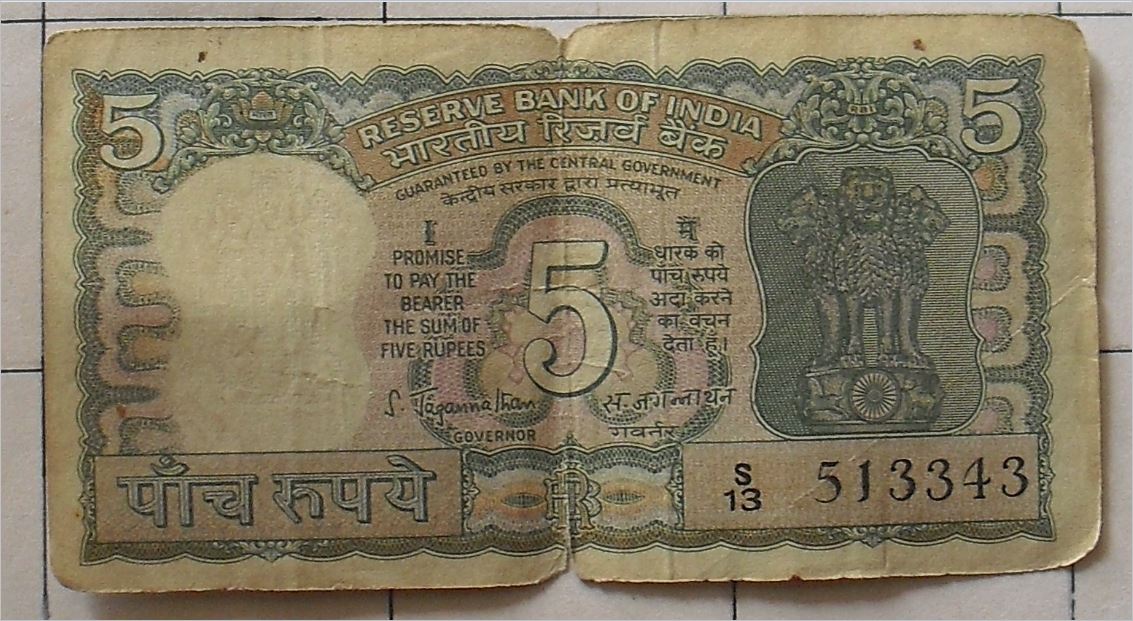 5
भारत
RBI
5
RESERVE BANK OF INDIA
भारतीय रिज़र्व बैंक
GUARANTEED BY THE CENTRAL GOVERNMENT
केन्द्रीय सरकार द्वारा प्रत्याभूत
I
PROMISE
TO PAY THE
BEARER
THE SUM OF
FIVE RUPEES
5
मैं
धारक को
पाँच रुपये
अदा करने
का वचन
देता हूँ।
S. Jagannathan
GOVERNOR
स. जगन्नाथन
गवर्नर
पाँच रुपये
S
13
513343